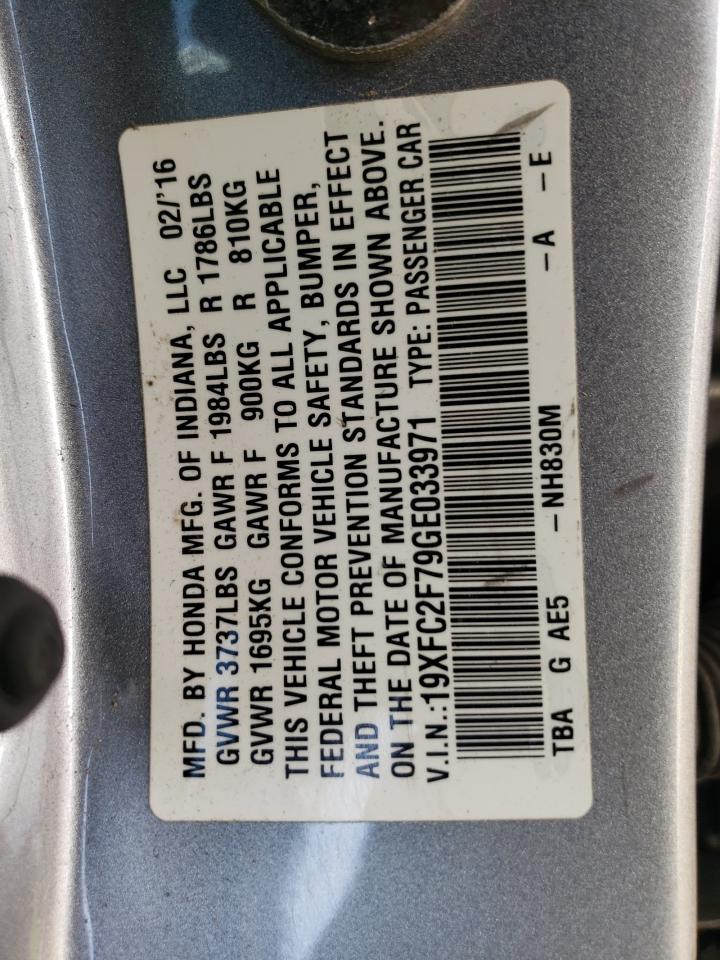 MFD. BY HONDA MFG. OF INDIANA, LLC 02/'16
GVWR 3737LBS GAWR F 1984LBS R 1786LBS
GVWR 1695KG GAWR F 900KG R 810KG
THIS VEHICLE CONFORMS TO ALL APPLICABLE
FEDERAL MOTOR VEHICLE SAFETY, BUMPER,
AND THEFT PREVENTION STANDARDS IN EFFECT
ON THE DATE OF MANUFACTURE SHOWN ABOVE.
V.I.N.:19XFC2F79GE033971 TYPE: PASSENGER CAR
TBA G AE5 – NH830M –A –E